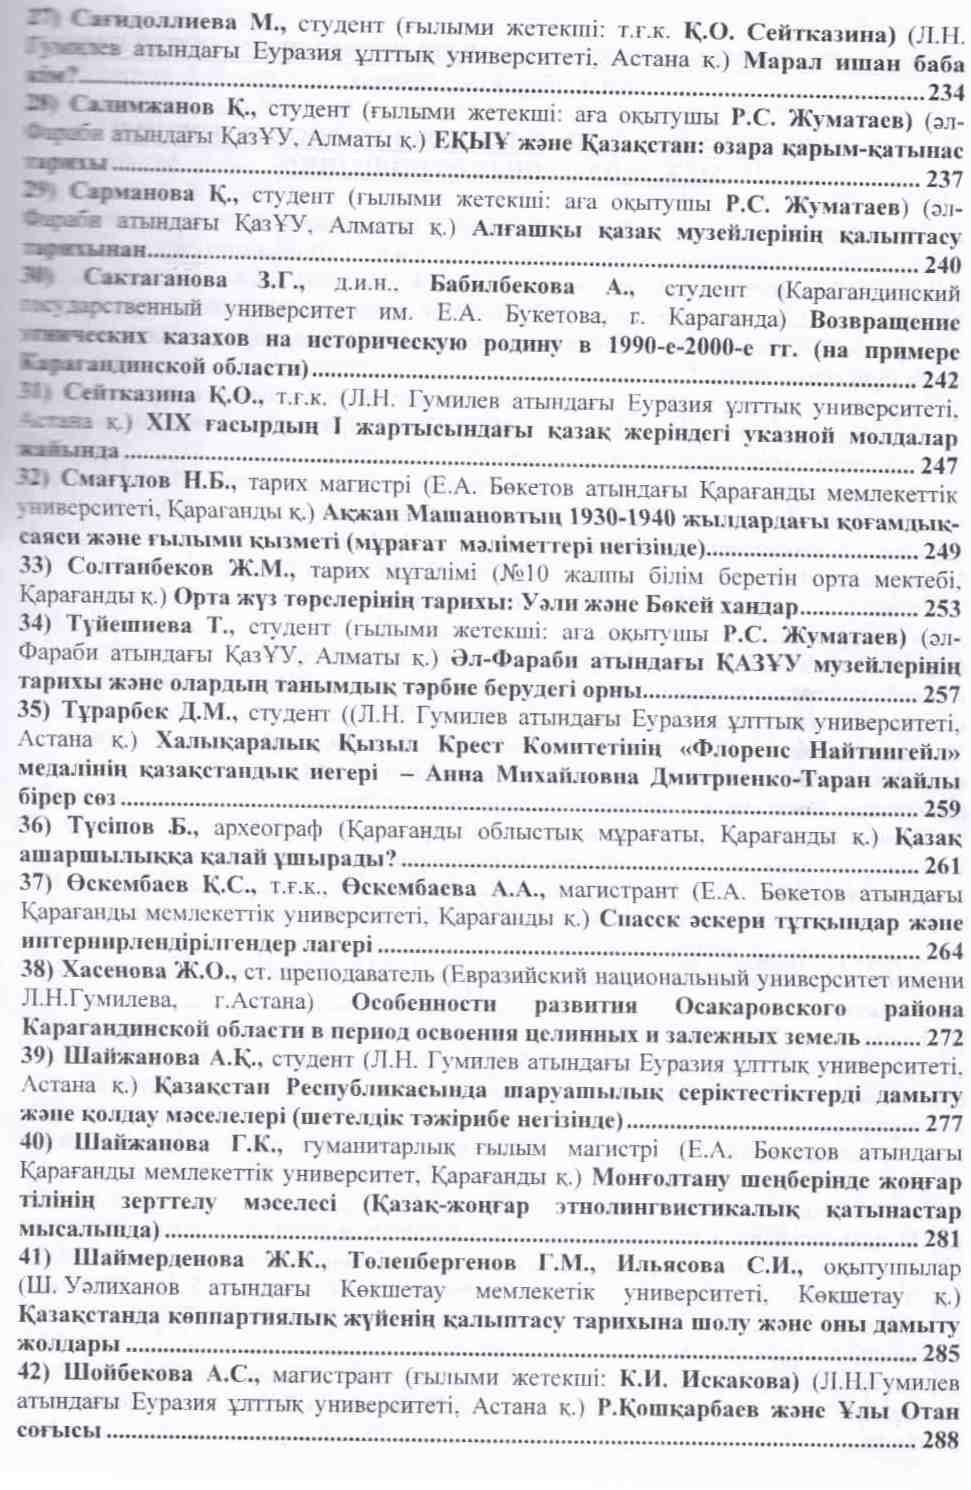 27) Сағидоллиева М., студент (ғылыми жетекші: т.ғ.к. Қ.О. Сейтказина) (Л.Н.
Гумилев атындағы Еуразия ұлттық университеті, Астана қ.) Марал ишан баба
кім?.......... 234
28) Салимжанов Қ., студент (ғылыми жетекші: аға оқытушы Р.С. Жуматаев) (әл-
Фараби атындағы ҚазҰУ, Алматы қ.) ЕҚЫҰ және Қазақстан: өзара қарым-қатынас
тарихы .......... 237
29) Сарманова Қ., студент (ғылыми жетекші: аға оқытушы Р.С. Жуматаев) (әл-
Фараби атындағы ҚазҰУ, Алматы қ.) Алғашқы қазақ музейлерінің қалыптасу
тарихынан.......... 240
30) Сактаганова З.Г., д.и.н., Бабилбекова А., студент (Карагандинский
государственный университет им. Е.А. Букетова, г. Караганда) Возвращение
этнических казахов на историческую родину в 1990-е-2000-е гг. (на примере
Карагандинской области) .......... 242
31) Сейтказина Қ.О., т.ғ.к. (Л.Н. Гумилев атындағы Еуразия ұлттық университеті,
Астана қ.) XIX ғасырдың I жартысындағы қазақ жеріндегі указной молдалар
жайында .......... 247
32) Смағұлов Н.Б., тарих магистрі (Е.А. Бөкетов атындағы Қарағанды мемлекеттік
университеті, Қараганды қ.) Ақжан Машановтың 1930-1940 жылдардағы қоғамдық-
саяси және ғылыми қызметі (мұрағат мәліметтері негізінде).......... 249
33) Солтанбеков Ж.М., тарих мұғалімі (№10 жалпы білім беретін орта мектебі,
Қарағанды қ.) Орта жүз төрелерінің тарихы: Уәли және Бөкей хандар.......... 253
34) Түйешиева Т., студент (ғылыми жетекші: аға оқытушы Р.С. Жуматаев) (әл-
Фараби атындағы ҚазҰУ, Алматы қ.) Әл-Фараби атындағы ҚАЗҰУ музейлерінің
тарихы және олардың танымдық тәрбие берудегі орны.......... 257
35) Тұрарбек Д.М., студент ((Л.Н. Гумилев атындағы Еуразия ұлттық университеті,
Астана қ.) Халықаралық Қызыл Крест Комитетінің «Флоренс Найтингейл»
медалінің қазақстандық иегері – Анна Михайловна Дмитриенко-Таран жайлы
бірер сөз .......... 259
36) Түсіпов Б., археограф (Қарағанды облыстық мұрағаты, Қарағанды қ.) Қазақ
ашаршылыққа қалай ұшырады? .......... 261
37) Өскембаев Қ.С., т.ғ.к., Өскембаева А.А., магистрант (Е.А. Бөкетов атындағы
Қарағанды мемлекеттік университеті, Қарағанды қ.) Спасск әскери тұтқындар және
интернирлендірілгендер лагері .......... 264
38) Хасенова Ж.О., ст. преподаватель (Евразийский национальный университет имени
Л.Н.Гумилева, г.Астана) Особенности развития Осакаровского района
Карагандинской области в период освоения целинных и залежных земель ......... 272
39) Шайжанова А.Қ., студент (Л.Н. Гумилев атындағы Еуразия ұлттық университеті,
Астана қ.) Қазақстан Республикасында шаруашылық серіктестіктерді дамыту
және қолдау мәселелері (шетелдік тәжірибе негізінде).......... 277
40) Шайжанова Г.К., гуманитарлық ғылым магистрі (Е.А. Бокетов атындағы
Қарағанды мемлекеттік университет, Қарағанды қ.) Монғолтану шеңберінде жоңғар
тілінің зерттелу мәселесі (Қазақ-жоңғар этнолингвистикалық қатынастар
мысалында) .......... 281
41) Шаймерденова Ж.К., Төлепбергенов Г.М., Ильясова С.И., оқытушылар
(Ш. Уәлиханов атындағы Көкшетау мемлекетік университеті, Көкшетау қ.)
Қазақстанда көппартиялық жүйенің қалыптасу тарихына шолу және оны дамыту
жолдары .......... 285
42) Шойбекова А.С., магистрант (ғылыми жетекші: К.И. Искакова) (Л.Н.Гумилев
атындағы Еуразия ұлттық университеті, Астана қ.) Р.Қошқарбаев және Ұлы Отан
соғысы .......... 288